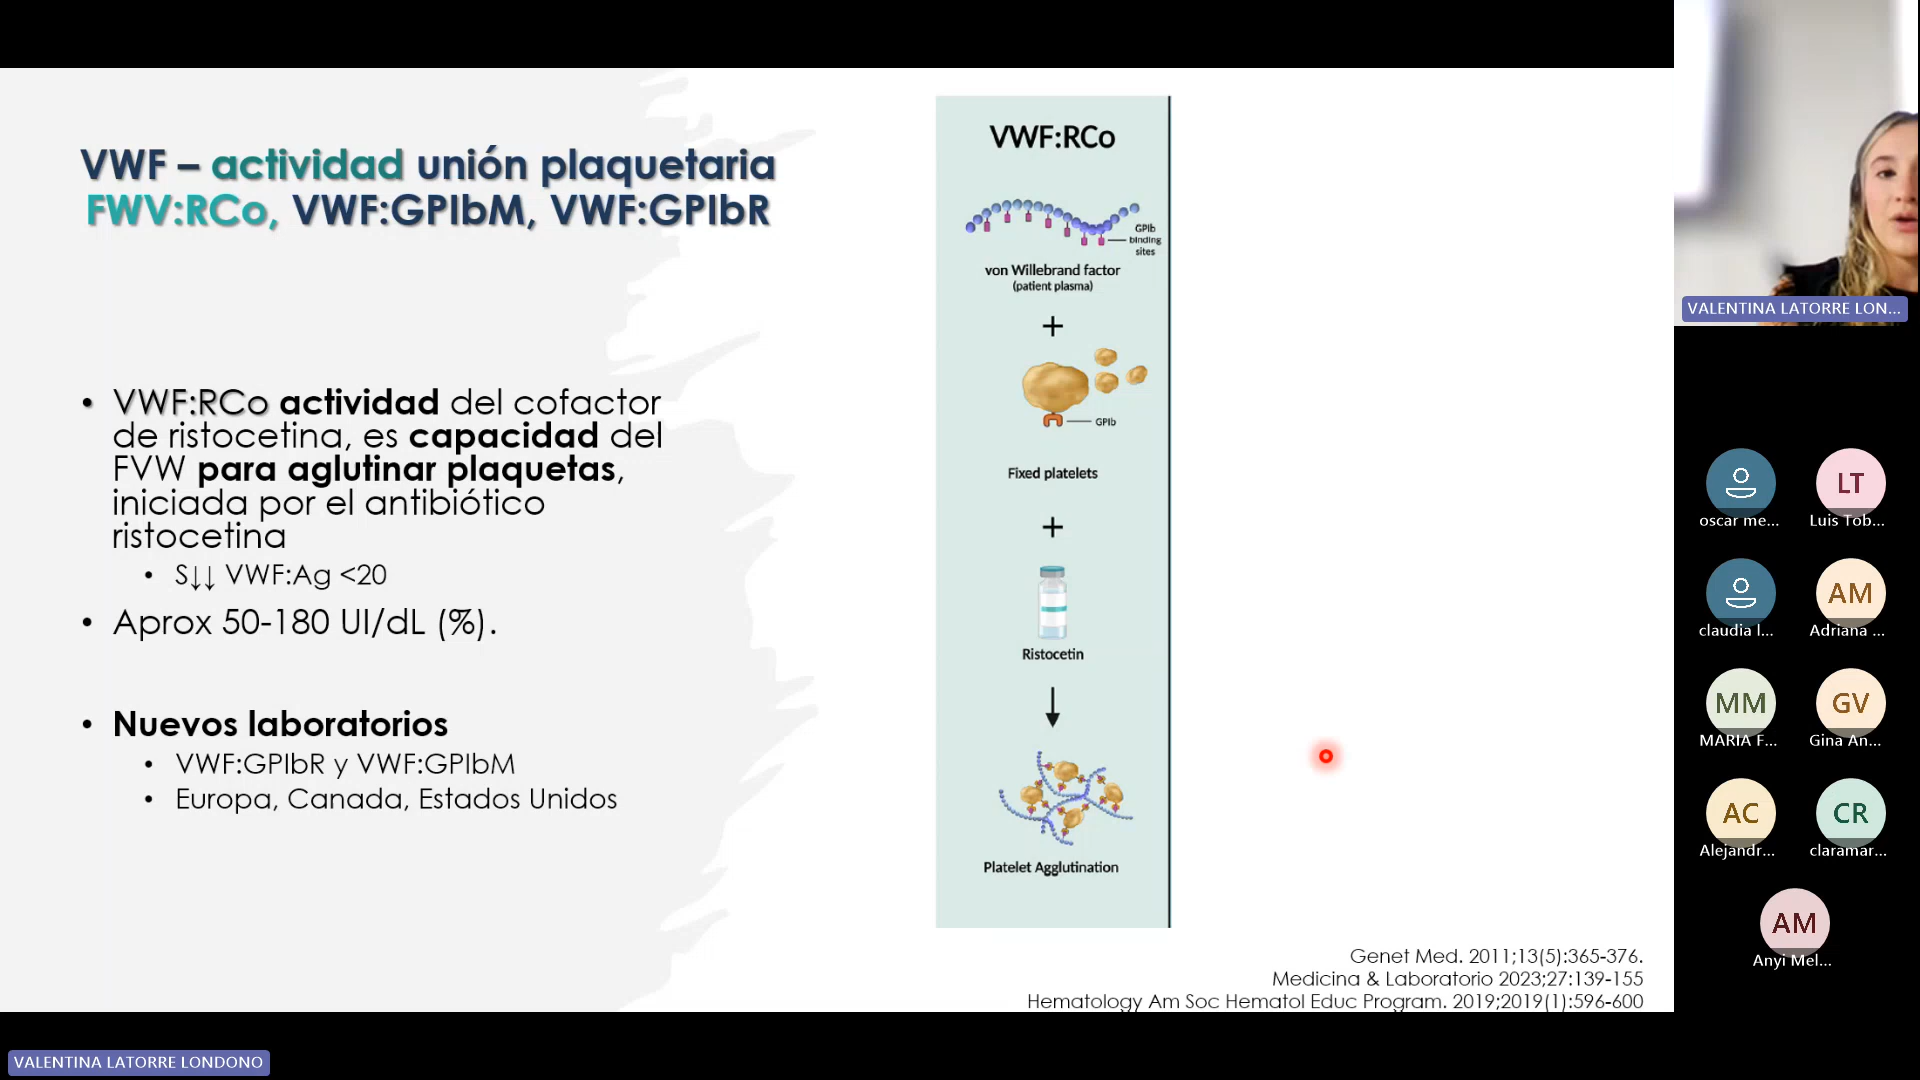 VWF – actividad unión plaquetaria
FWV:RCo, VWF:GPIbM, VWF:GPIbR
• VWF:RCo actividad del cofactor
de ristocetina, es capacidad del
FVW para aglutinar plaquetas,
iniciada por el antibiótico
ristocetina
• S↓↓ VWF:Ag <20
• Aprox 50-180 UI/dL (%).
• Nuevos laboratorios
• VWF:GPIbR y VWF:GPIbM
• Europa, Canada, Estados Unidos
VWF:RCo
GPIb
binding
sites
von Willebrand factor
(patient plasma)
+
GPIb
Fixed platelets
+
Ristocetin
Platelet Agglutination
Genet Med. 2011;13(5):365-376.
Medicina & Laboratorio 2023;27:139-155
Hematology Am Soc Hematol Educ Program. 2019;2019(1):596-600
VALENTINA LATORRE LON...
oscar me...
LT
Luis Tob...
claudia l...
AM
Adriana ...
MM
MARIA F...
GV
Gina An...
AC
Alejandr...
CR
claramar...
AM
Anyi Mel...
VALENTINA LATORRE LONDONO